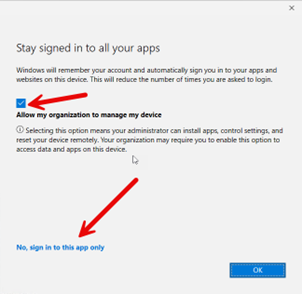 Stay signed in to all your apps
Windows will remember your account and automatically sign you in to your apps and
websites on this device. This will reduce the number of times you are asked to login.
Allow my organization to manage my device
Selecting this option means your administrator can install apps, control settings, and
reset your device remotely. Your organization may require you to enable this option to
access data and apps on this device.
No, sign in to this app only
OK